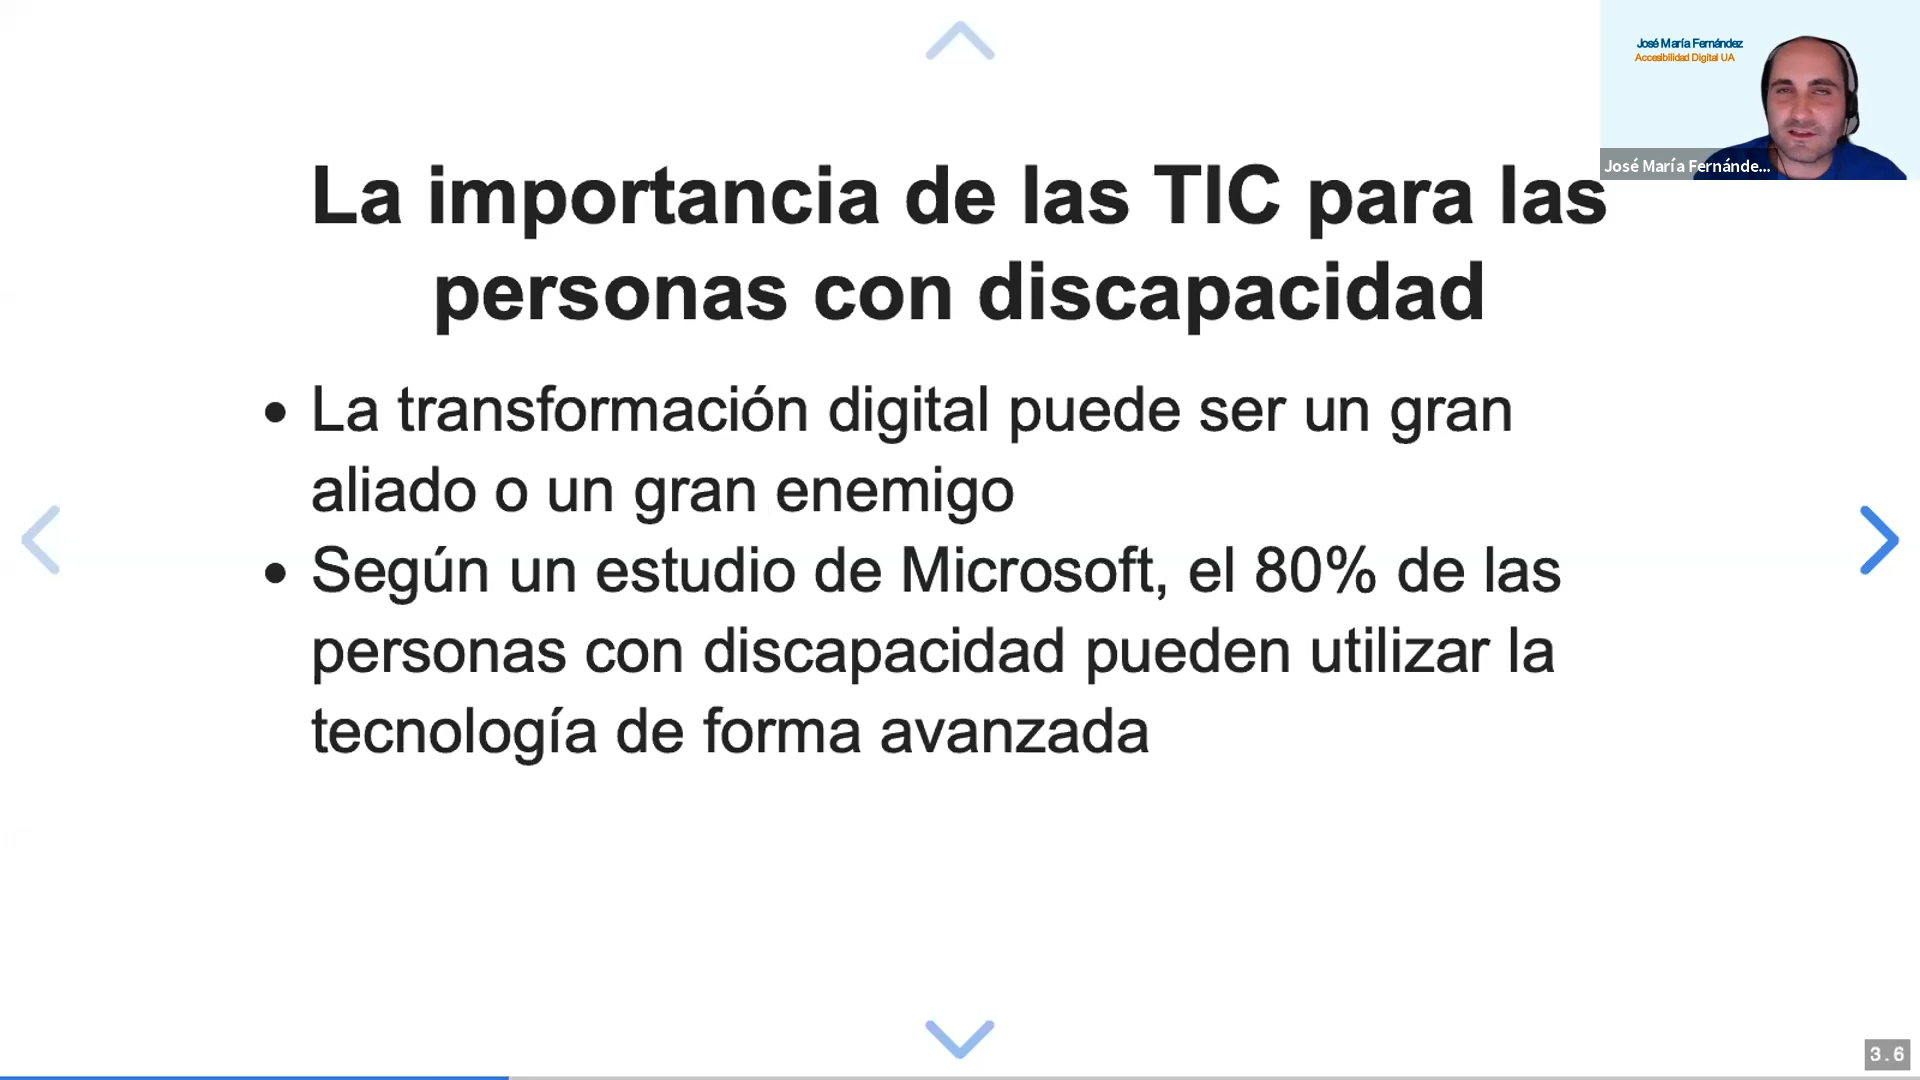 José María Fernández
Accesibilidad Digital UA
José María Fernánde...
La importancia de las TIC para las
personas con discapacidad
• La transformación digital puede ser un gran
aliado o un gran enemigo
• Según un estudio de Microsoft, el 80% de las
personas con discapacidad pueden utilizar la
tecnología de forma avanzada
3.6